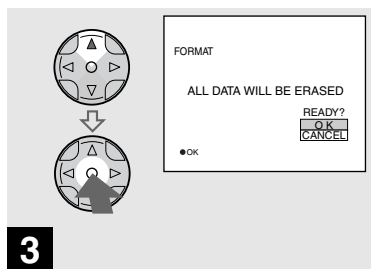 FORMAT
ALL DATA WILL BE ERASED
READY?
OK
CANCEL
●OK
3